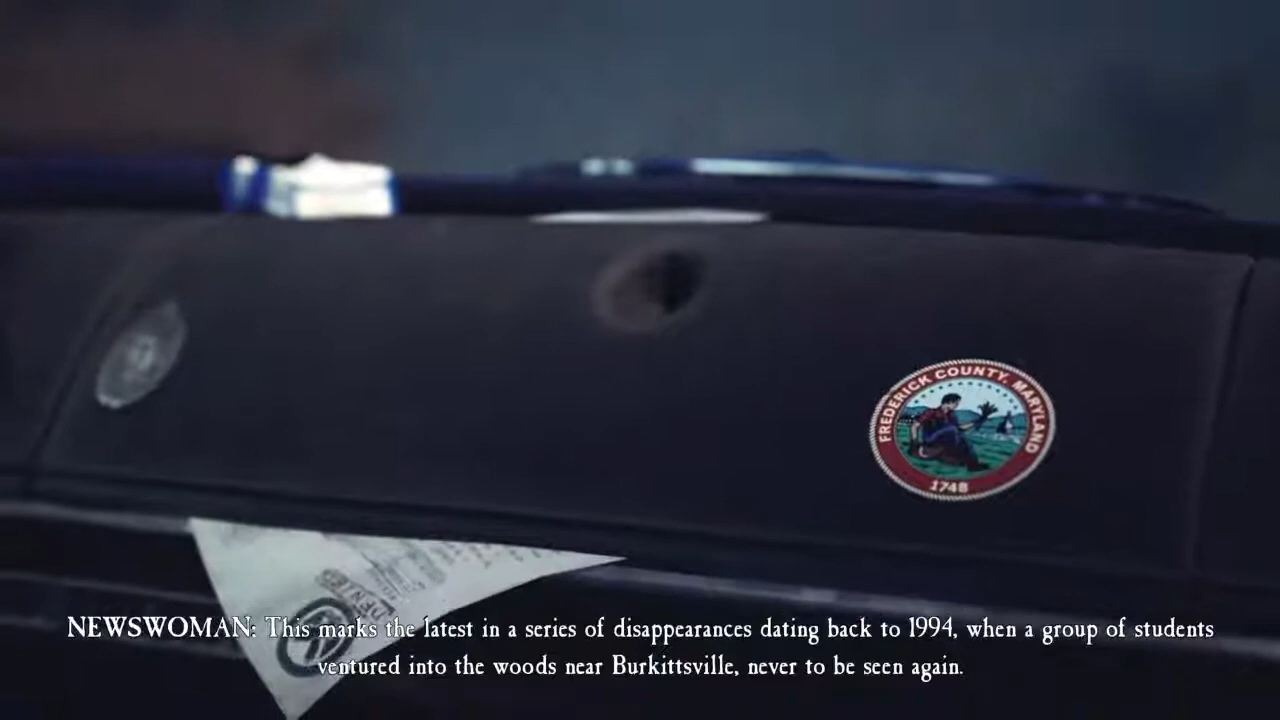 FREDERICK COUNTY, MARYLAND
1748
DENIED
NEWSWOMAN: This marks the latest in a series of disappearances dating back to 1994, when a group of students
ventured into the woods near Burkittsville, never to be seen again.